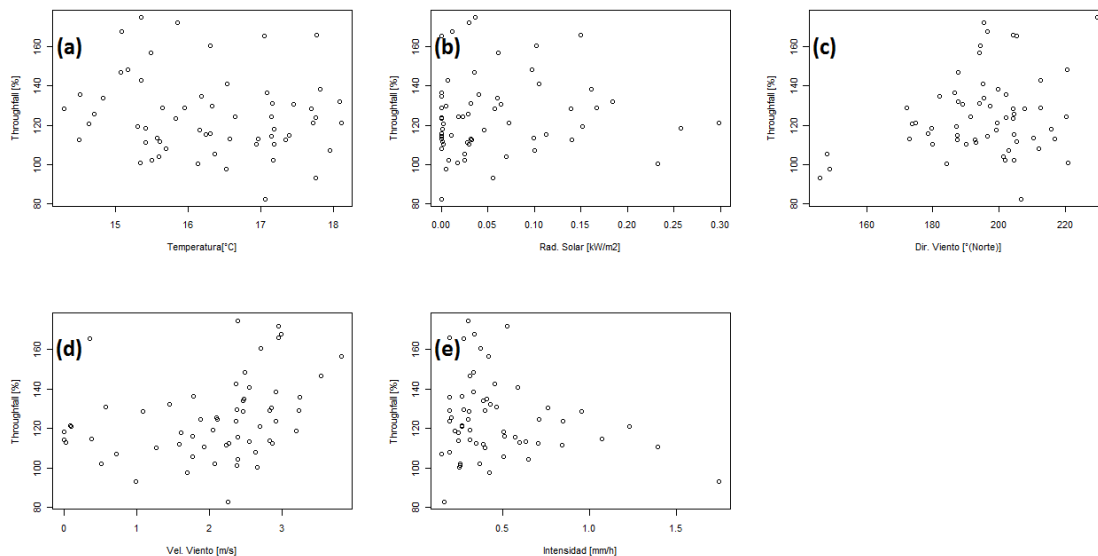 (a)
Throughfall [%]
80 100 120 140 160
15 16 17 18
Temperatura[°C]
(b)
Throughfall [%]
80 100 120 140 160
0.00 0.05 0.10 0.15 0.20 0.25 0.30
Rad. Solar [kW/m2]
(c)
Throughfall [%]
80 100 120 140 160
160 180 200 220
Dir. Viento [°(Norte)]
(d)
Throughfall [%]
80 100 120 140 160
0 1 2 3
Vel. Viento [m/s]
(e)
Throughfall [%]
80 100 120 140 160
0.5 1.0 1.5
Intensidad [mm/h]